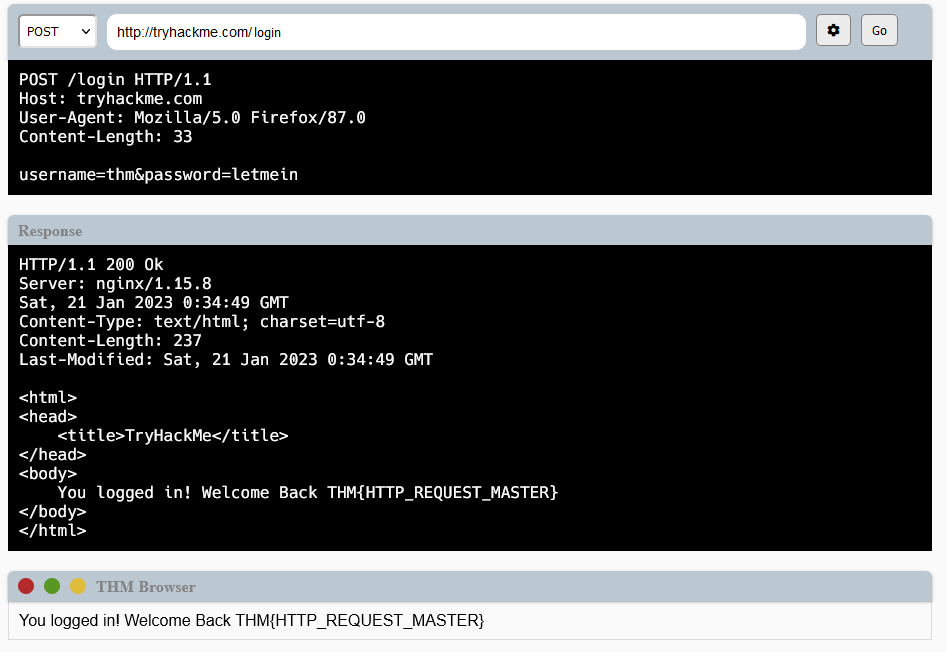 POST
http://tryhackme.com/login
Go
POST /login HTTP/1.1
Host: tryhackme.com
User-Agent: Mozilla/5.0 Firefox/87.0
Content-Length: 33
username=thm&password=letmein
Response
HTTP/1.1 200 Ok
Server: nginx/1.15.8
Sat, 21 Jan 2023 0:34:49 GMT
Content-Type: text/html; charset=utf-8
Content-Length: 237
Last-Modified: Sat, 21 Jan 2023 0:34:49 GMT
<html>
<head>
    <title>TryHackMe</title>
</head>
<body>
    You logged in! Welcome Back THM{HTTP_REQUEST_MASTER}
</body>
</html>
THM Browser
You logged in! Welcome Back THM{HTTP_REQUEST_MASTER}